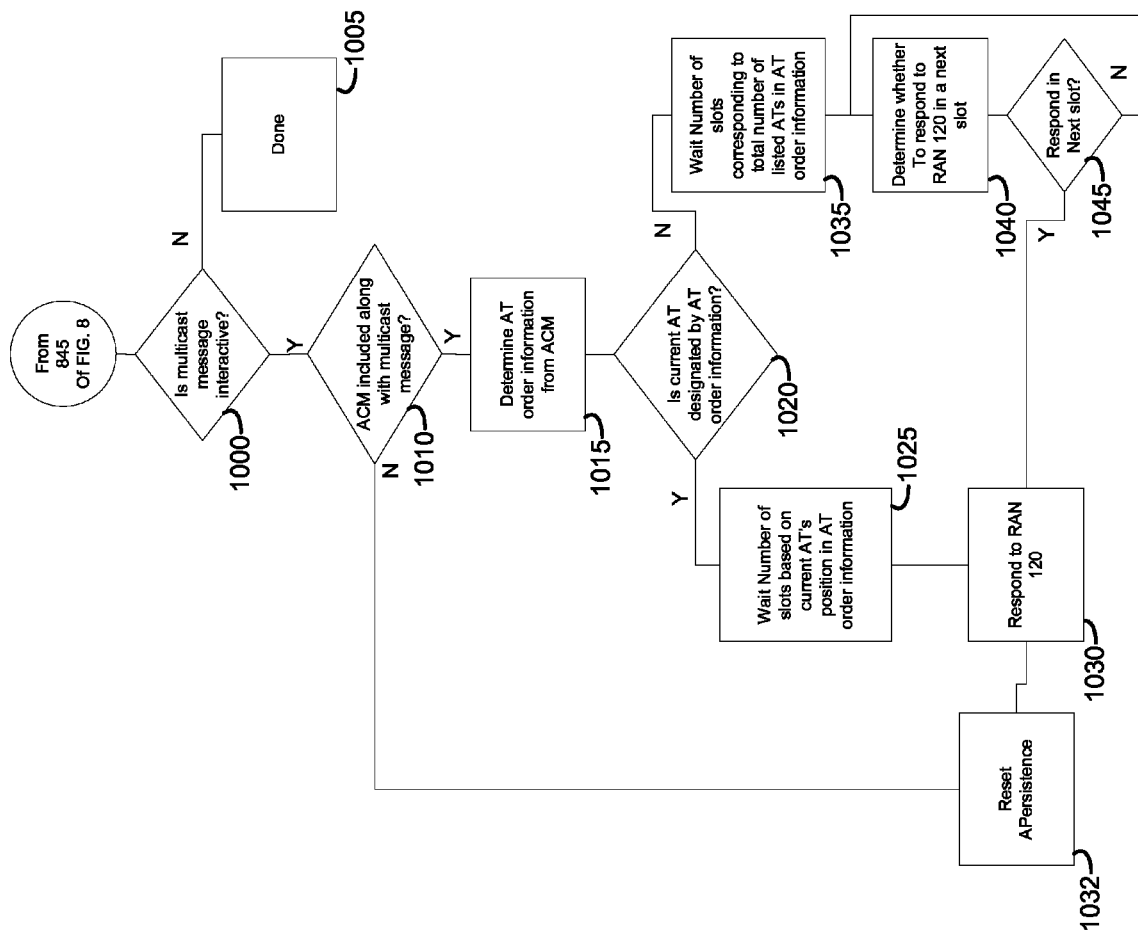 From
845
Of FIG. 8
Is multicast
message
interactive?
1000
N
Done
1005
Y
ACM included along
with multicast
message?
1010
N
Y
Determine AT
order information
from ACM
1015
Is current AT
designated by AT
order information?
1020
Y
N
Wait Number of
slots based on
current AT's
position in AT
order information
1025
Wait Number of
slots
corresponding to
total number of
listed ATs in AT
order information
1035
Determine whether
To respond to
RAN 120 in a next
slot
1040
Respond in
Next slot?
1045
Y
N
Respond to RAN
120
1030
Reset
APersistence
1032